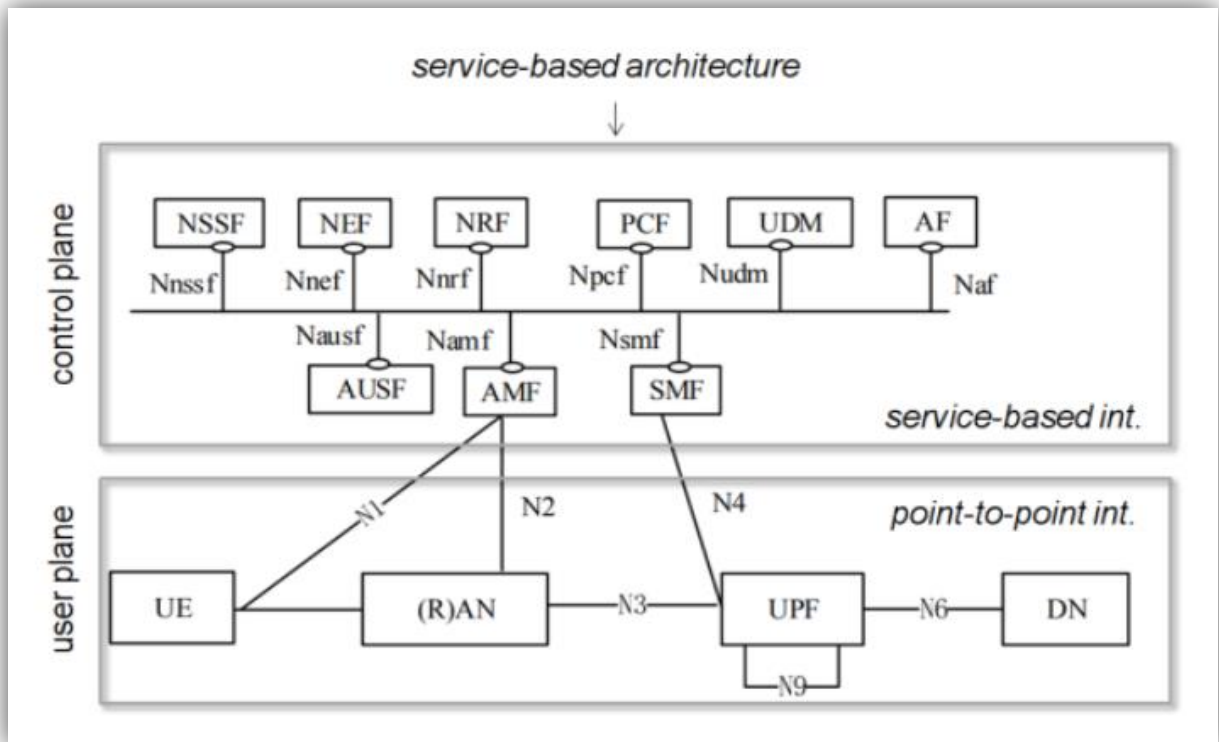 service-based architecture
control plane
NSSF
NEF
NRF
PCF
UDM
AF
Nnssf
Nnef
Nnrf
Npcf
Nudm
Naf
Nausf
Namf
Nsmf
AUSF
AMF
SMF
service-based int.
user plane
N1
N2
N4
point-to-point int.
UE
(R)AN
N3
UPF
N6
DN
N9